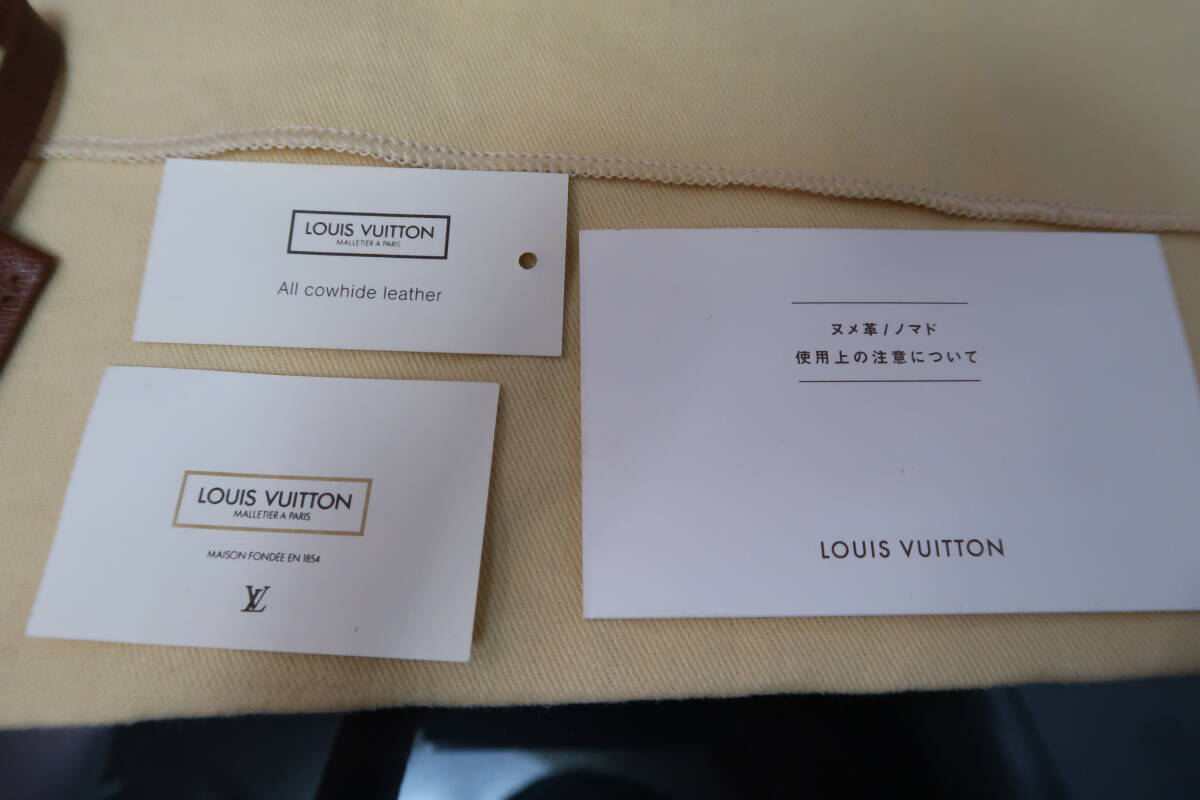 LOUIS VUITTON
MALLETIER A PARIS
All cowhide leather
LOUIS VUITTON
MALLETIER A PARIS
MAISON FONDÉE EN 1854
LV
ヌメ革/ノマド
使用上の注意について
LOUIS VUITTON